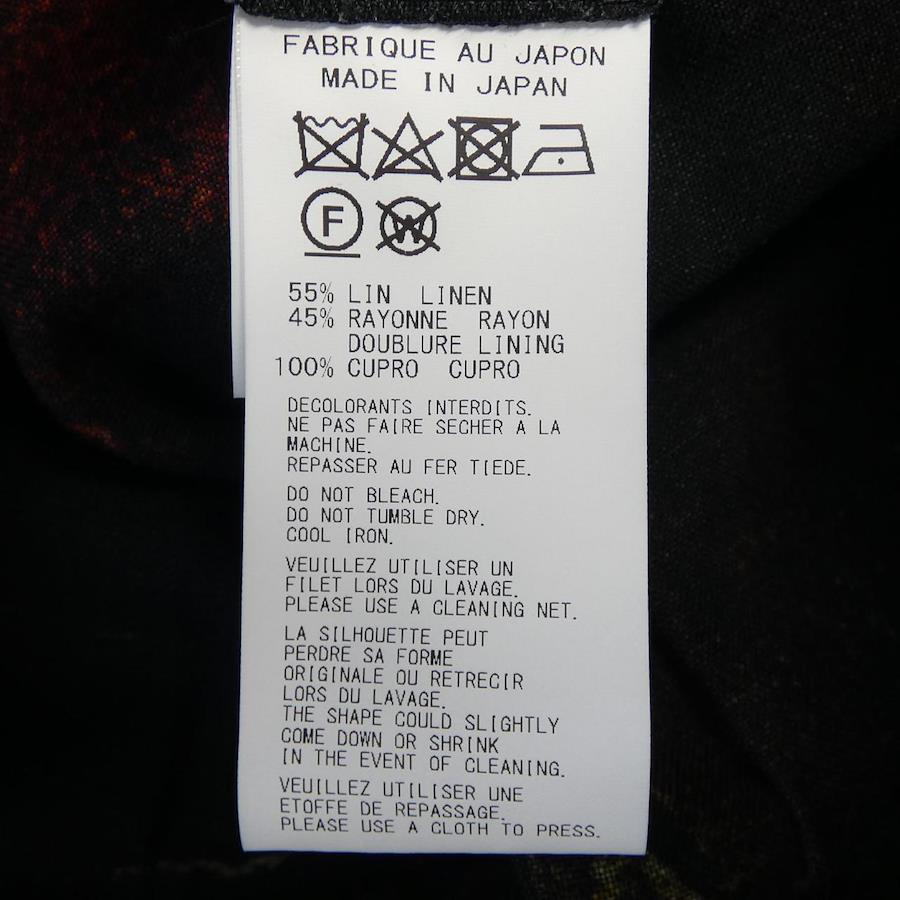 FABRIQUE AU JAPON
MADE IN JAPAN
F
W
55% LIN LINEN
45% RAYONNE RAYON
DOUBLURE LINING
100% CUPRO CUPRO
DECOLORANTS INTERDITS.
NE PAS FAIRE SECHER A LA
MACHINE.
REPASSER AU FER TIEDE.
DO NOT BLEACH.
DO NOT TUMBLE DRY.
COOL IRON.
VEUILLEZ UTILISER UN
FILET LORS DU LAVAGE.
PLEASE USE A CLEANING NET.
LA SILHOUETTE PEUT
PERDRE SA FORME
ORIGINALE OU RETRECIR
LORS DU LAVAGE.
THE SHAPE COULD SLIGHTLY
COME DOWN OR SHRINK
IN THE EVENT OF CLEANING.
VEUILLEZ UTILISER UNE
ETOFFE DE REPASSAGE.
PLEASE USE A CLOTH TO PRESS.